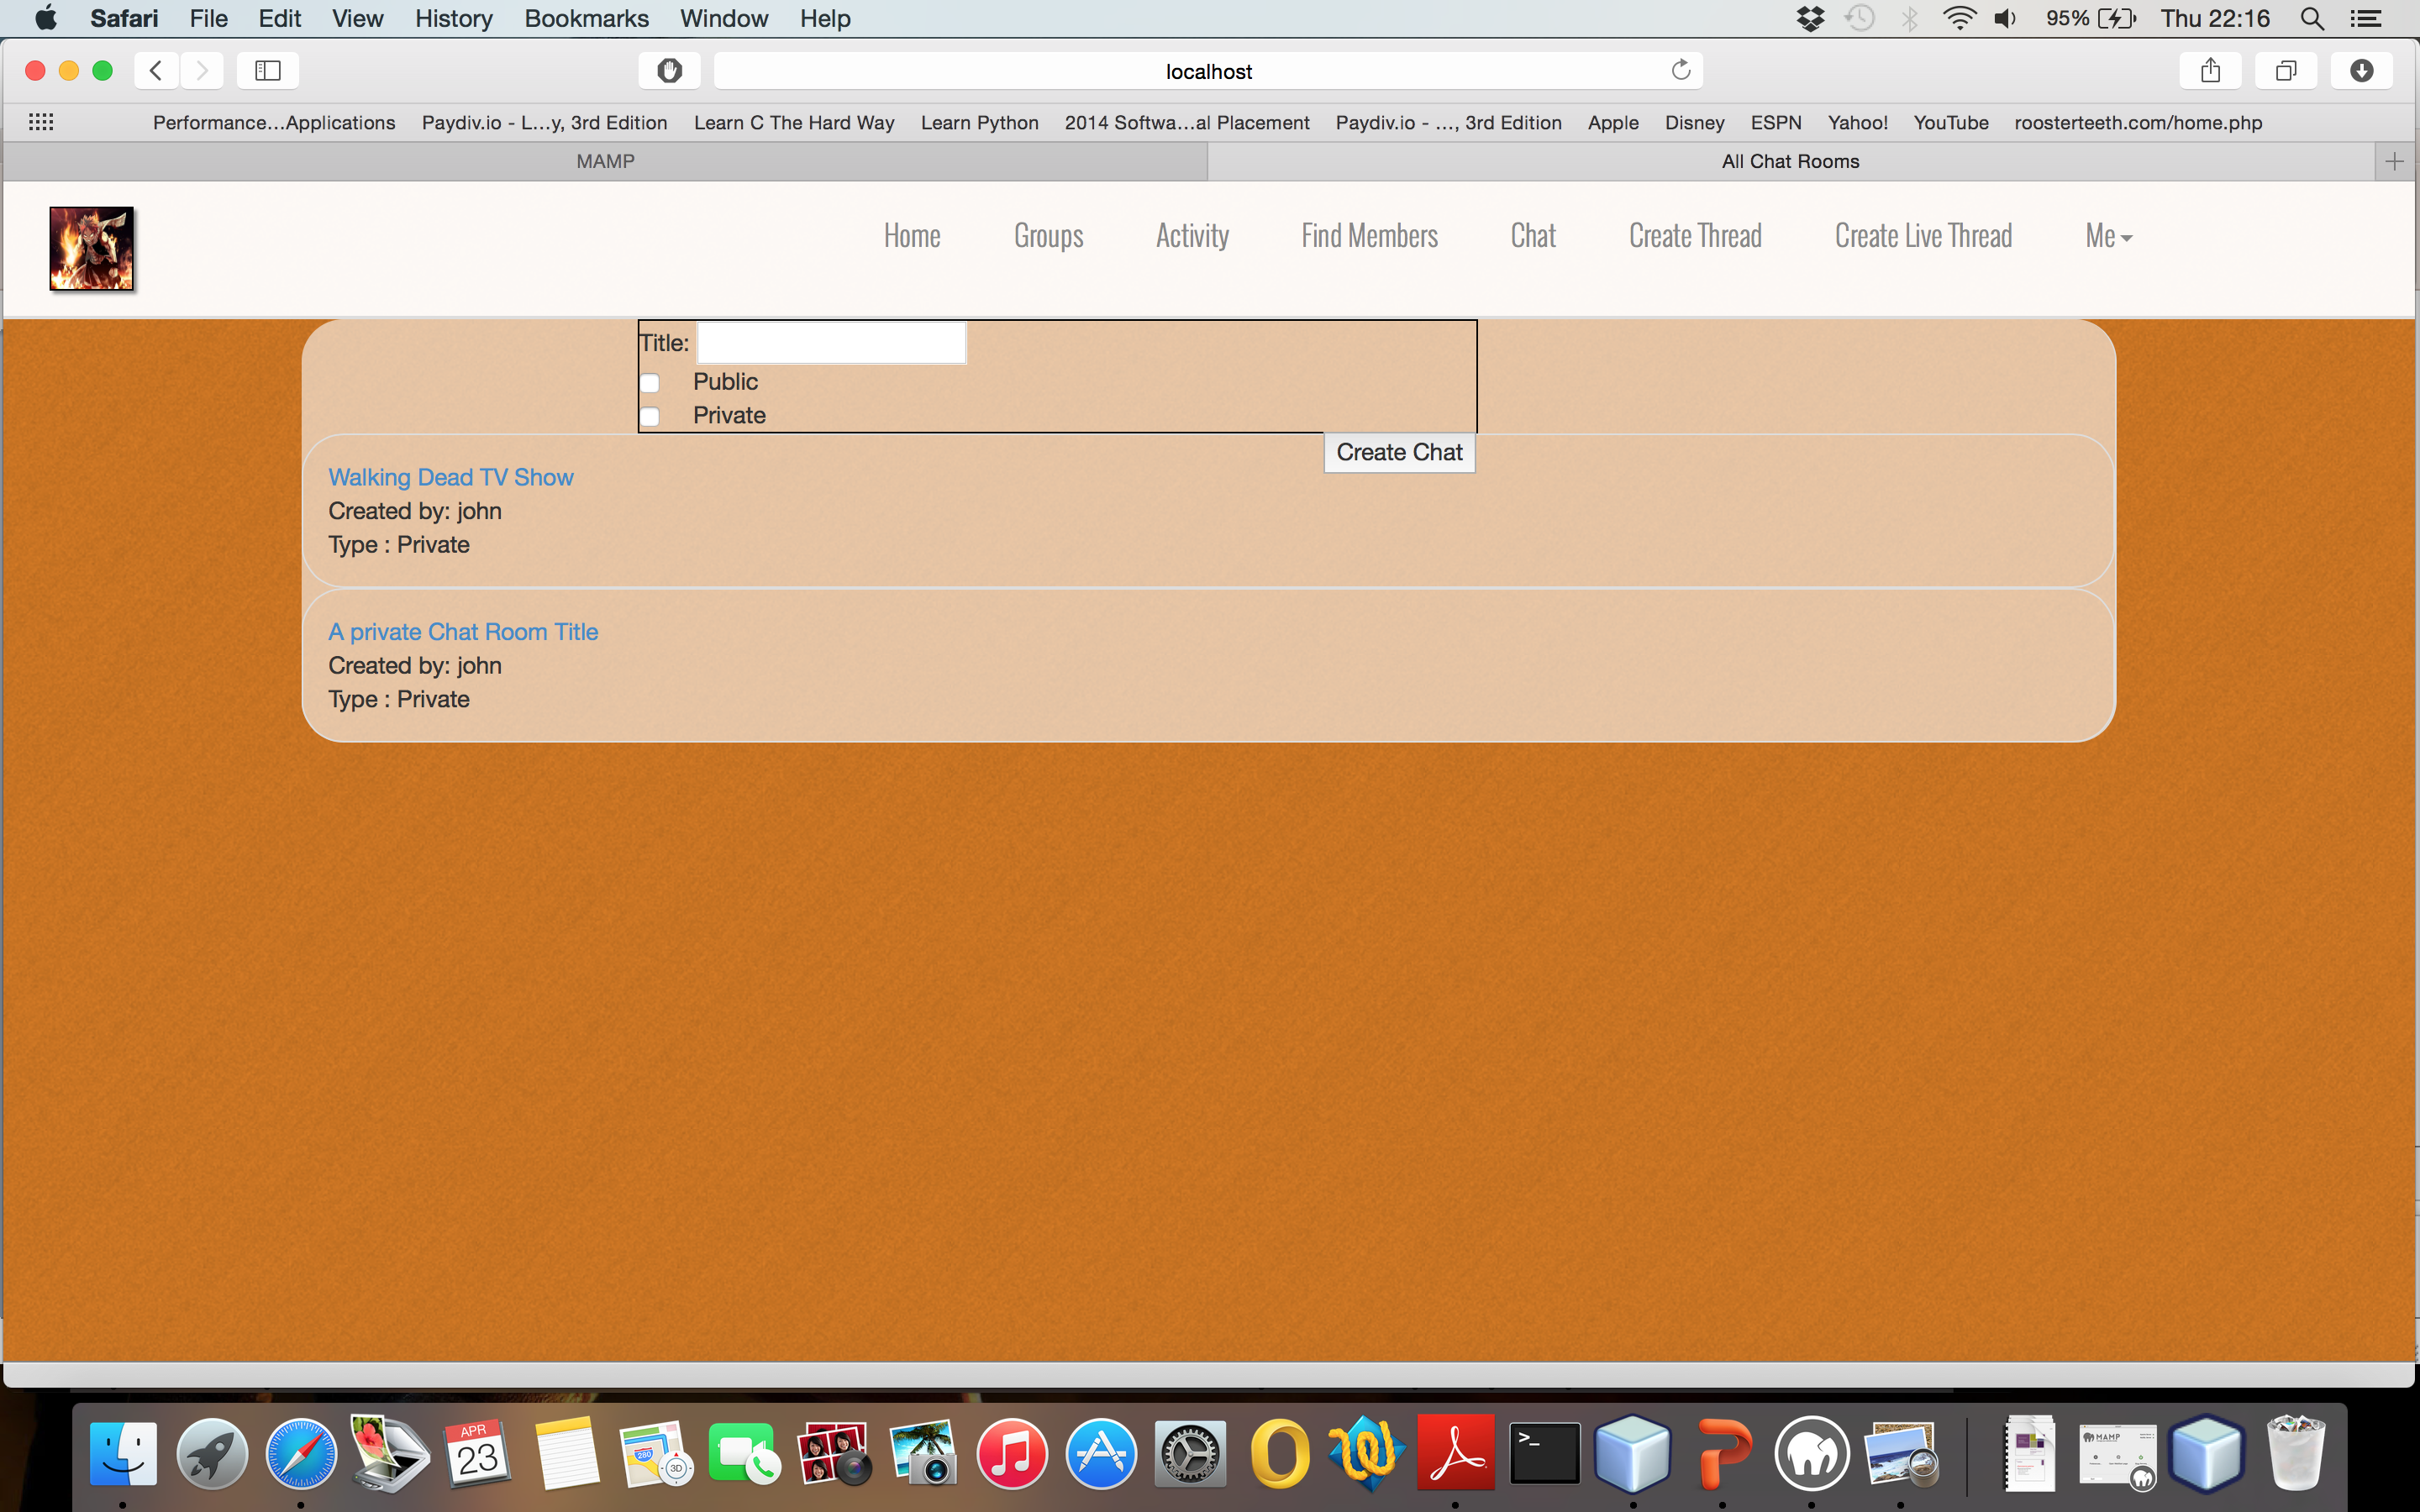 Safari File Edit View History Bookmarks Window Help 95% Thu 22:16
localhost
Performance...Applications Paydiv.io - L...y, 3rd Edition Learn C The Hard Way Learn Python 2014 Softwa...al Placement Paydiv.io - ..., 3rd Edition Apple Disney ESPN Yahoo! YouTube roosterteeth.com/home.php
MAMP All Chat Rooms
Home Groups Activity Find Members Chat Create Thread Create Live Thread Me
Title:
Public
Private
Create Chat
Walking Dead TV Show
Created by: john
Type : Private
A private Chat Room Title
Created by: john
Type : Private
APR
23
280
3D
>_
MAMP